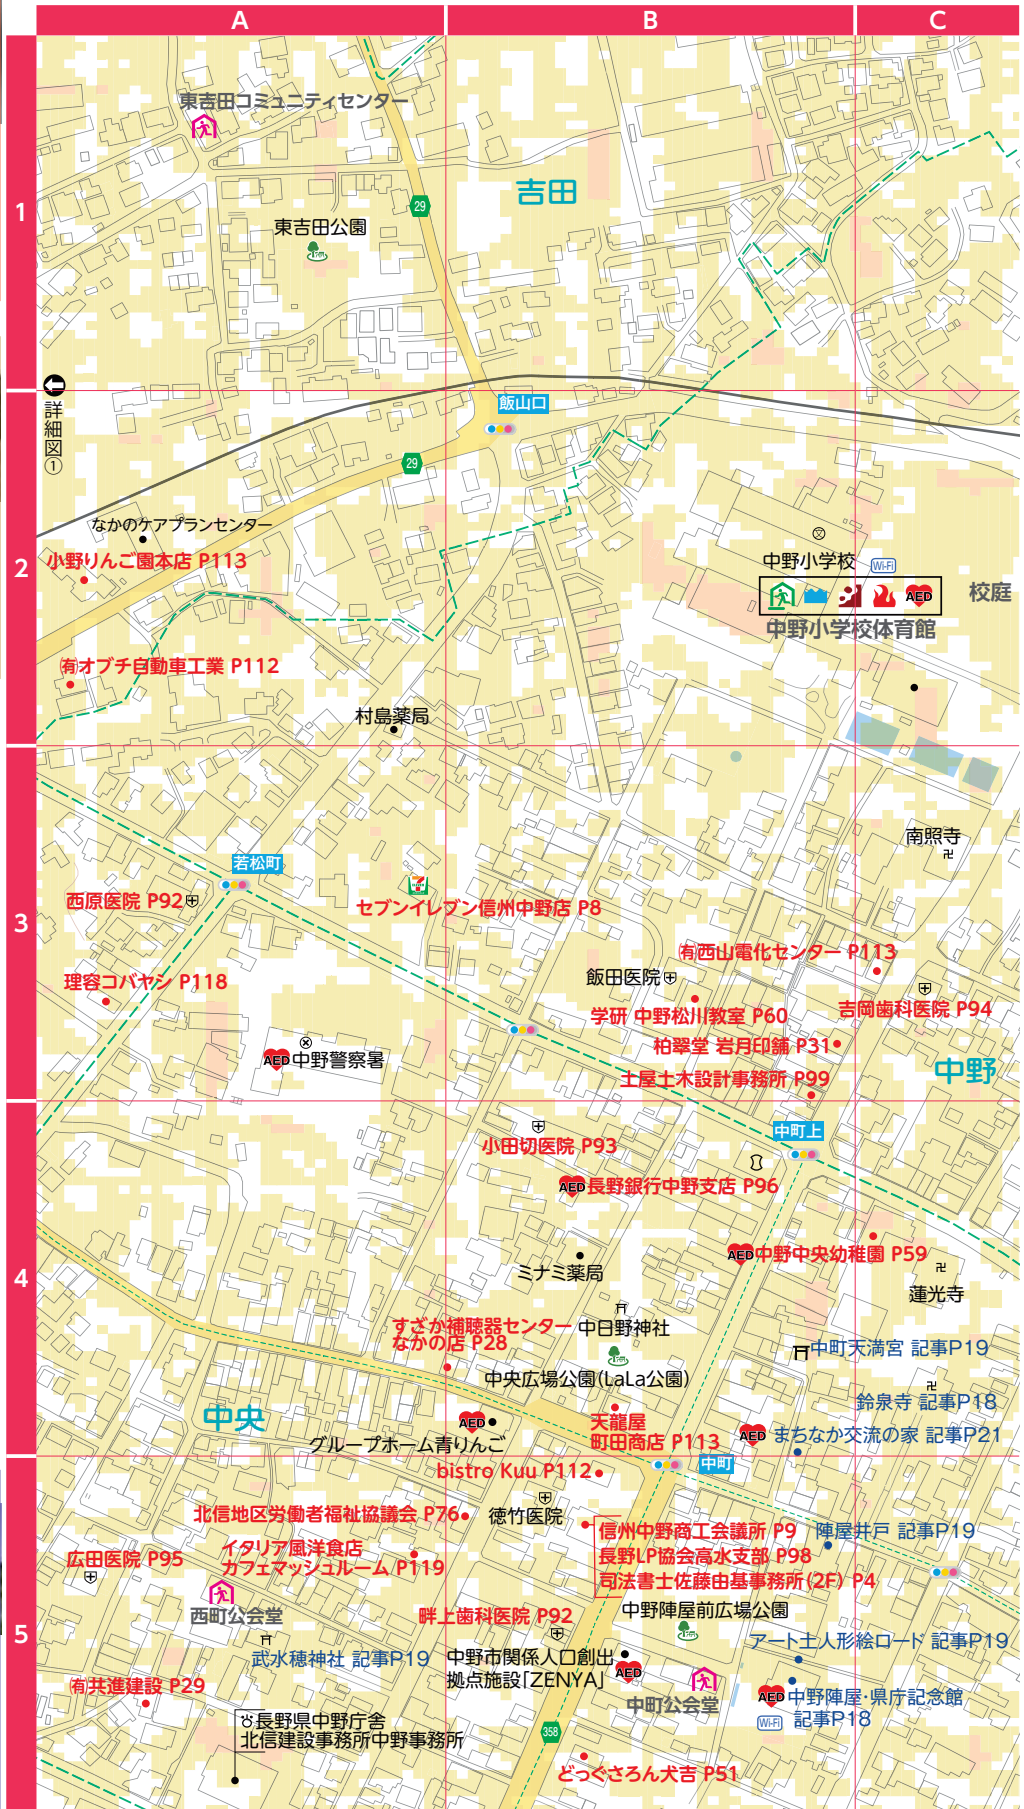 A
B
C
1
2
3
4
5
東吉田コミュニティセンター
29
吉田
東吉田公園
詳細図①
飯山口
29
なかのケアプランセンター
小野りんご園本店 P113
中野小学校
Wi-Fi
AED
校庭
中野小学校体育館
㈲オブチ自動車工業 P112
村島薬局
南照寺
若松町
西原医院 P92
セブンイレブン信州中野店 P8
㈲西山電化センター P113
飯田医院
理容コバヤシ P118
学研 中野松川教室 P60
吉岡歯科医院 P94
柏翠堂 岩月印舗 P31
AED 中野警察署
中野
土屋土木設計事務所 P99
中町上
小田切医院 P93
AED 長野銀行中野支店 P96
AED 中野中央幼稚園 P59
ミナミ薬局
蓮光寺
すざか補聴器センター
なかの店 P28
中日野神社
中町天満宮 記事P19
中央広場公園(LaLa公園)
鈴泉寺 記事P18
中央
AED
グループホーム青りんご
天龍屋
町田商店 P113
AED まちなか交流の家 記事P21
中町
bistro Kuu P112
北信地区労働者福祉協議会 P76
徳竹医院
信州中野商工会議所 P9
長野LP協会高水支部 P98
司法書士佐藤由基事務所(2F) P4
陣屋井戸 記事P19
広田医院 P95
イタリア風洋食店
カフェマッシュルーム P119
西町公会堂
畔上歯科医院 P92
中野陣屋前広場公園
武水穂神社 記事P19
中野市関係人口創出
拠点施設「ZENYA」
AED
アート土人形絵ロード 記事P19
㈲共進建設 P29
中町公会堂
AED 中野陣屋・県庁記念館
Wi-Fi 記事P18
長野県中野庁舎
北信建設事務所中野事務所
358
どっぐさろん犬吉 P51